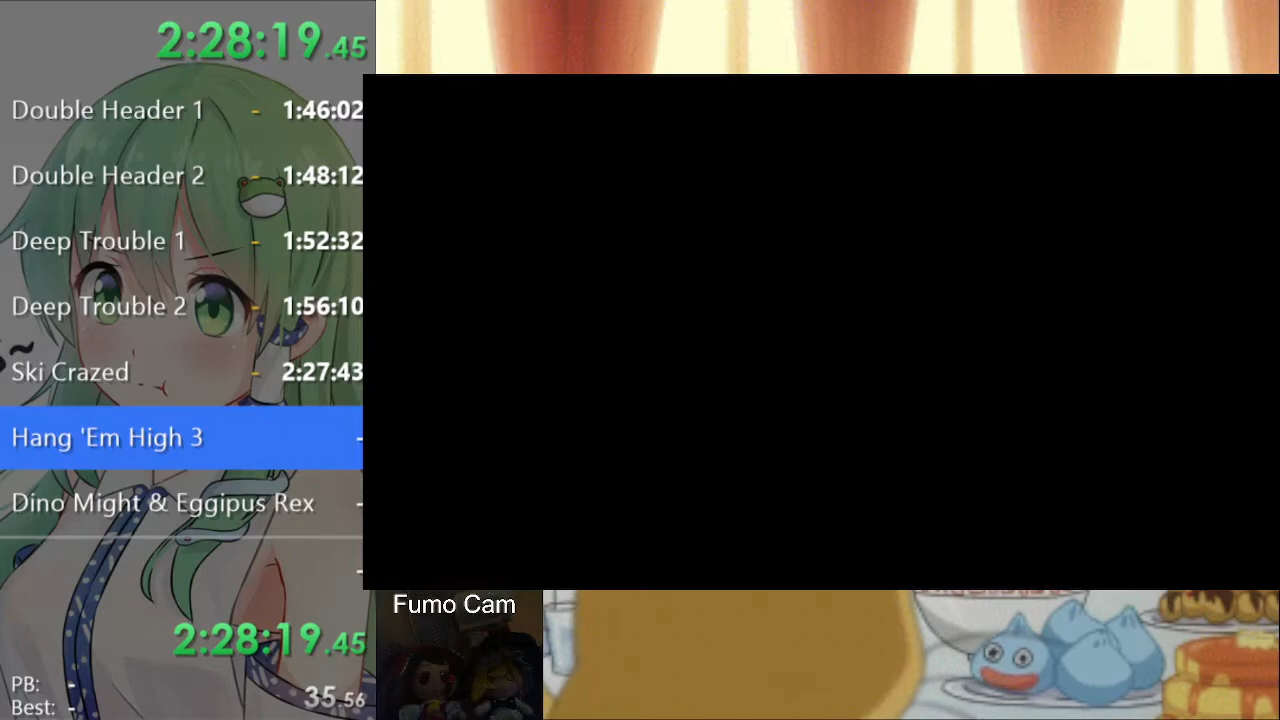 2:28:19.45
Double Header 1 - 1:46:02
Double Header 2 - 1:48:12
Deep Trouble 1 - 1:52:32
Deep Trouble 2 - 1:56:10
Ski Crazed - 2:27:43
Hang 'Em High 3 -
Dino Might & Eggipus Rex -
-
2:28:19.45
PB: -
Best: -
35.56
Fumo Cam